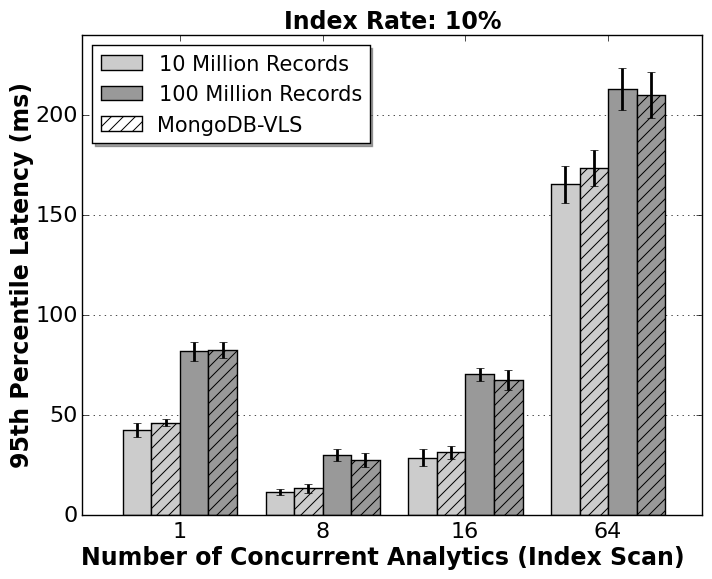 Index Rate: 10%
10 Million Records
100 Million Records
MongoDB-VLS
95th Percentile Latency (ms)
200
150
100
50
0
1 8 16 64
Number of Concurrent Analytics (Index Scan)